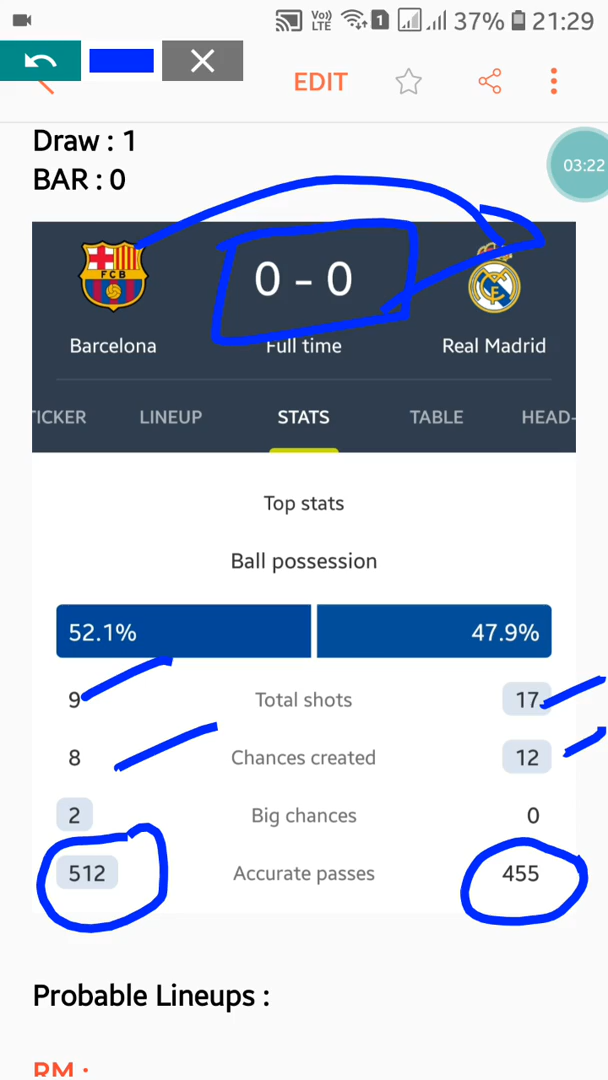 Vo)) LTE 1 37% 21:29
EDIT
03:22
Draw : 1
BAR : 0
FCB
0 - 0
Barcelona Full time Real Madrid
TICKER LINEUP STATS TABLE HEAD-
Top stats
Ball possession
52.1% 47.9%
9 Total shots 17
8 Chances created 12
2 Big chances 0
512 Accurate passes 455
Probable Lineups :
RM :